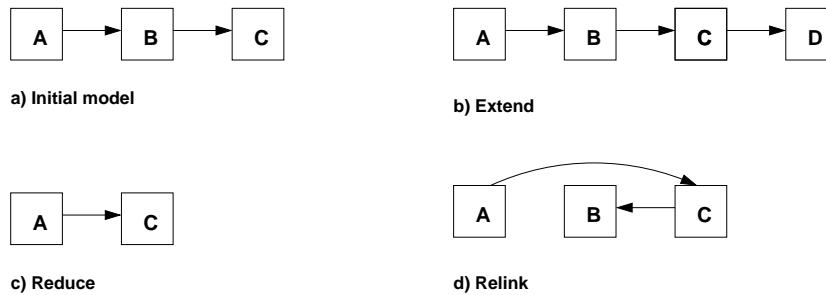 A B C
a) Initial model
A B C D
b) Extend
A C
c) Reduce
A B C
d) Relink